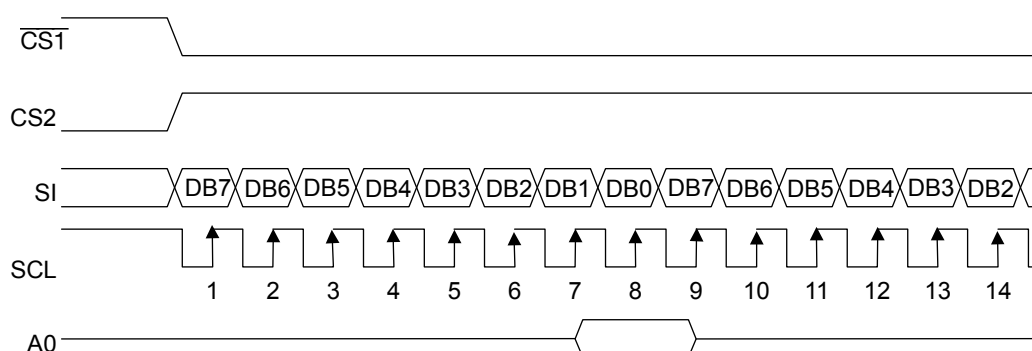 CS1
CS2
SI DB7 DB6 DB5 DB4 DB3 DB2 DB1 DB0 DB7 DB6 DB5 DB4 DB3 DB2
SCL
1 2 3 4 5 6 7 8 9 10 11 12 13 14
A0